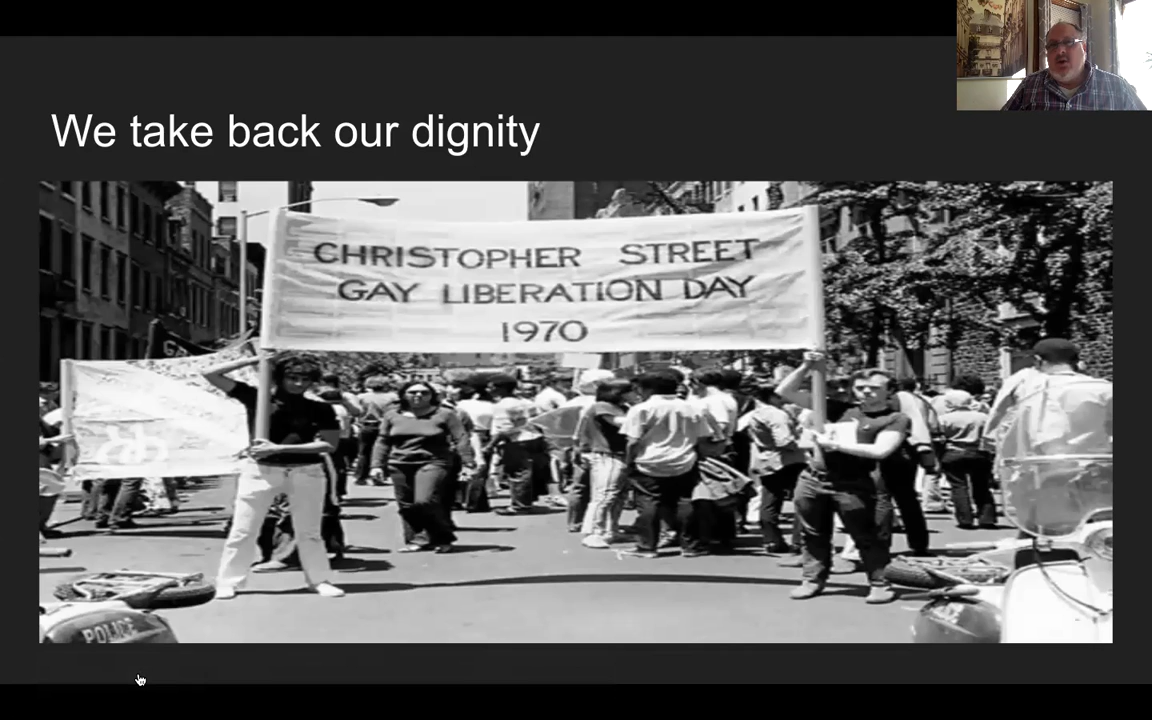 We take back our dignity
CHRISTOPHER STREET
GAY LIBERATION DAY
1970
POLICE